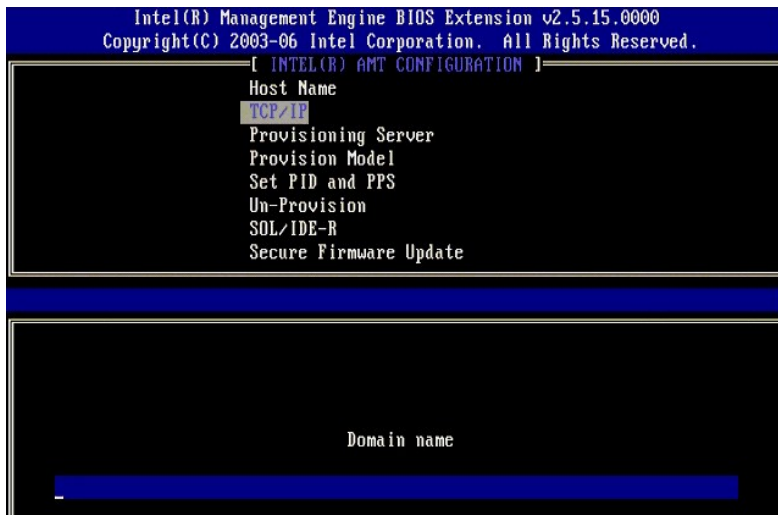 Intel(R) Management Engine BIOS Extension v2.5.15.0000
Copyright(C) 2003-06 Intel Corporation. All Rights Reserved.
[ INTEL(R) AMT CONFIGURATION ]
Host Name
TCP/IP
Provisioning Server
Provision Model
Set PID and PPS
Un-Provision
SOL/IDE-R
Secure Firmware Update
Domain name